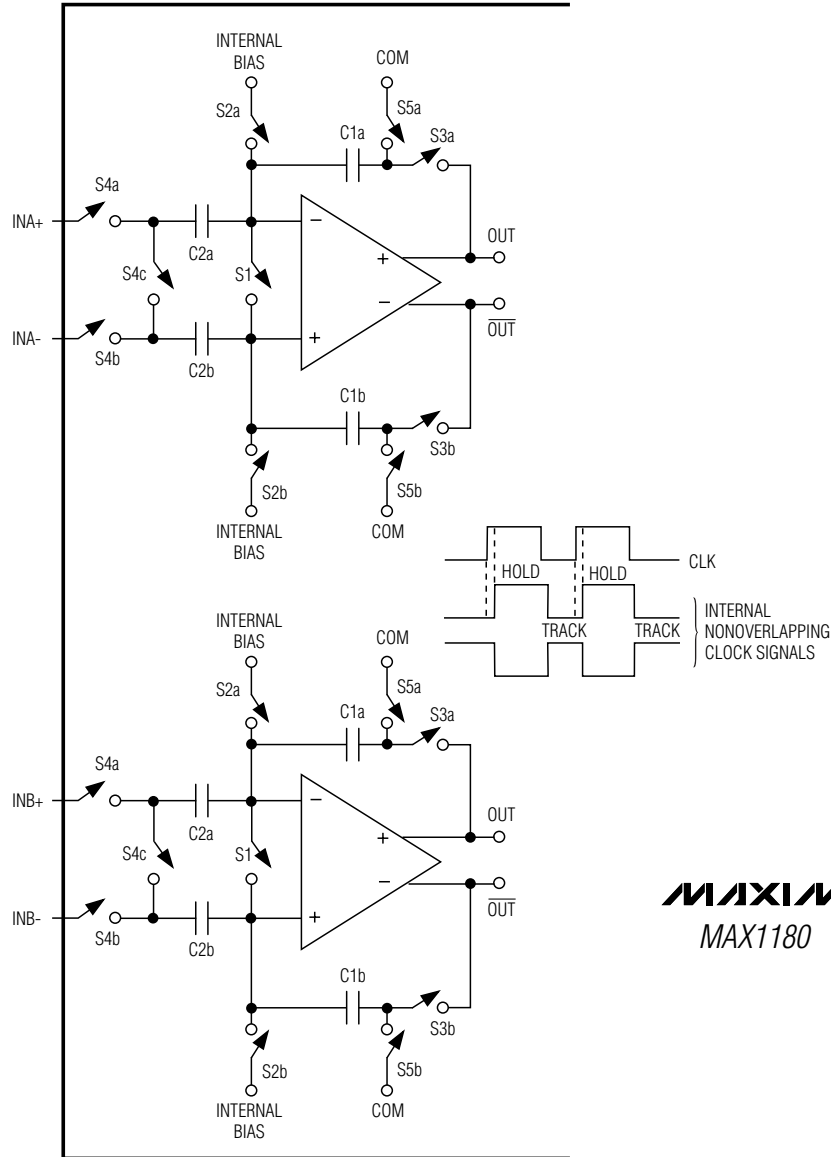 INTERNAL
BIAS
COM
S2a
C1a
S5a
S3a
S4a
INA+
−
C2a
OUT
+
S4c
S1
−
OUT
INA-
+
S4b
C2b
C1b
S3b
S2b
S5b
INTERNAL
BIAS
COM
CLK
HOLD
HOLD
TRACK
TRACK
INTERNAL
NONOVERLAPPING
CLOCK SIGNALS
INTERNAL
BIAS
COM
S2a
C1a
S5a
S3a
S4a
INB+
−
C2a
OUT
+
S4c
S1
−
OUT
INB-
+
S4b
C2b
C1b
S3b
S2b
S5b
INTERNAL
BIAS
COM
MAX1180